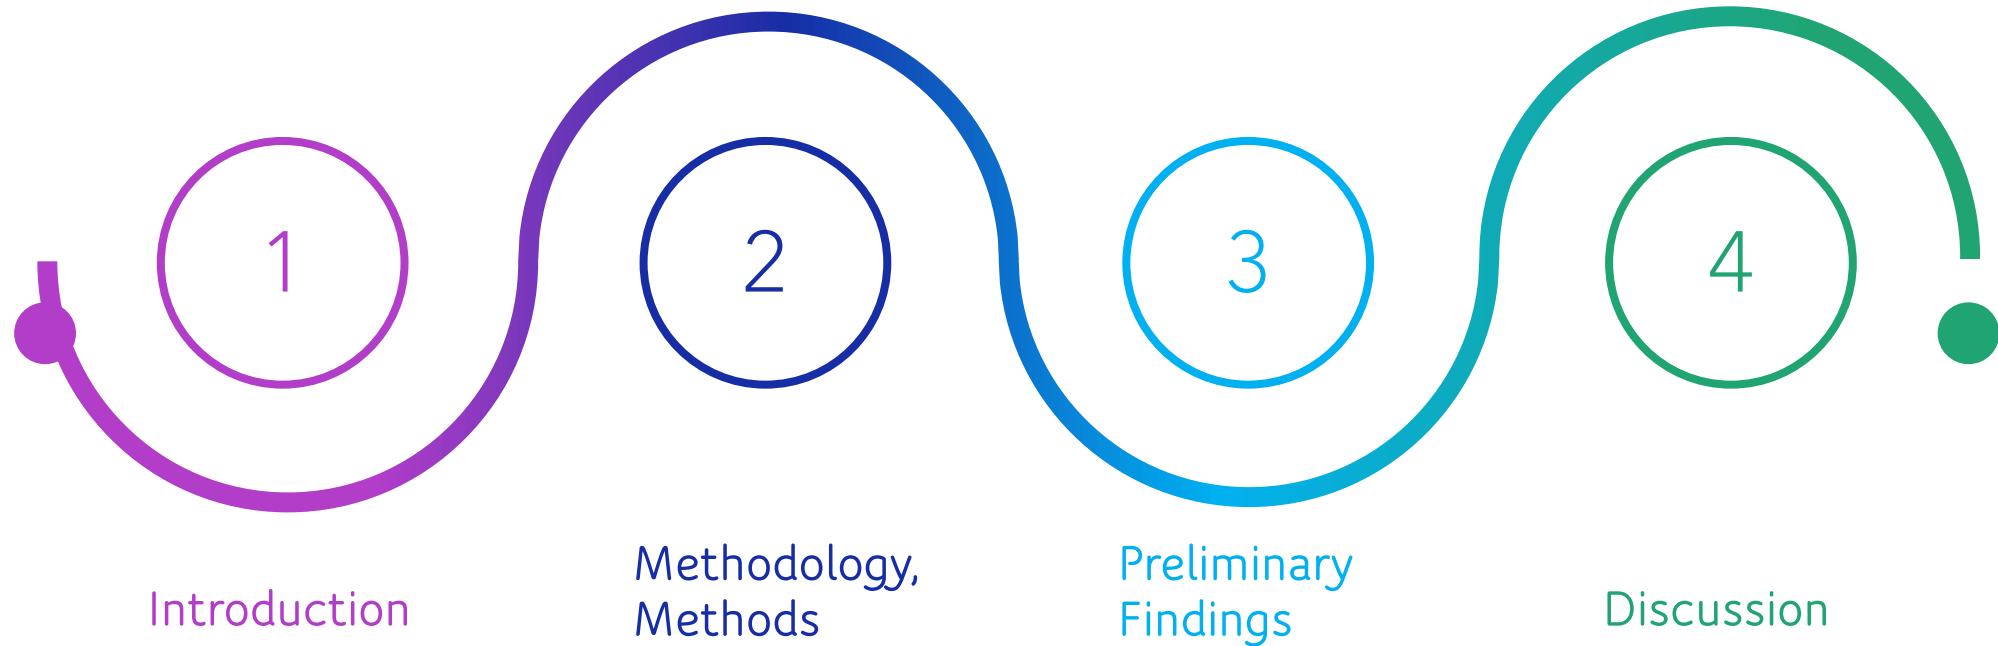 1
2
3
4
Introduction
Methodology,
Methods
Preliminary
Findings
Discussion